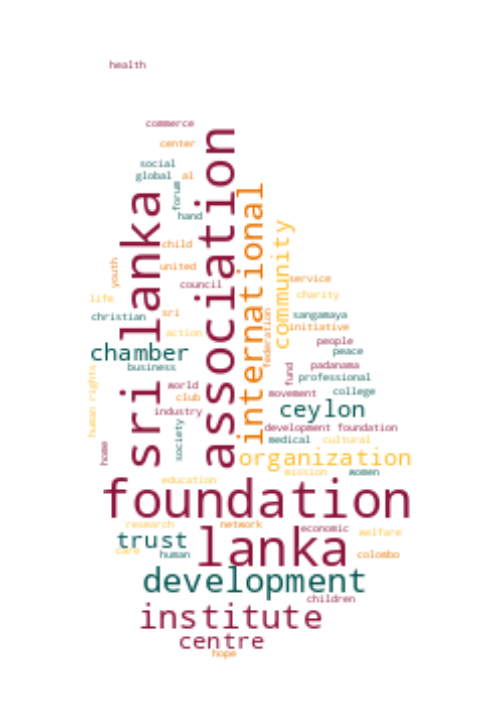 health
commerce
center
social
global
al
forum
hand
sri lanka
association
international
community
child
united
council
youth
life
christian
sri
action
service
charity
sangamaya
initiative
federation
people
peace
chamber
business
padanama
professional
fund
world
club
industry
movement
college
ceylon
human rights
home
society
development foundation
medical
cultural
organization
mission
women
education
foundation
research
network
economic
welfare
trust
lanka
care
human
colombo
development
children
institute
centre
hope